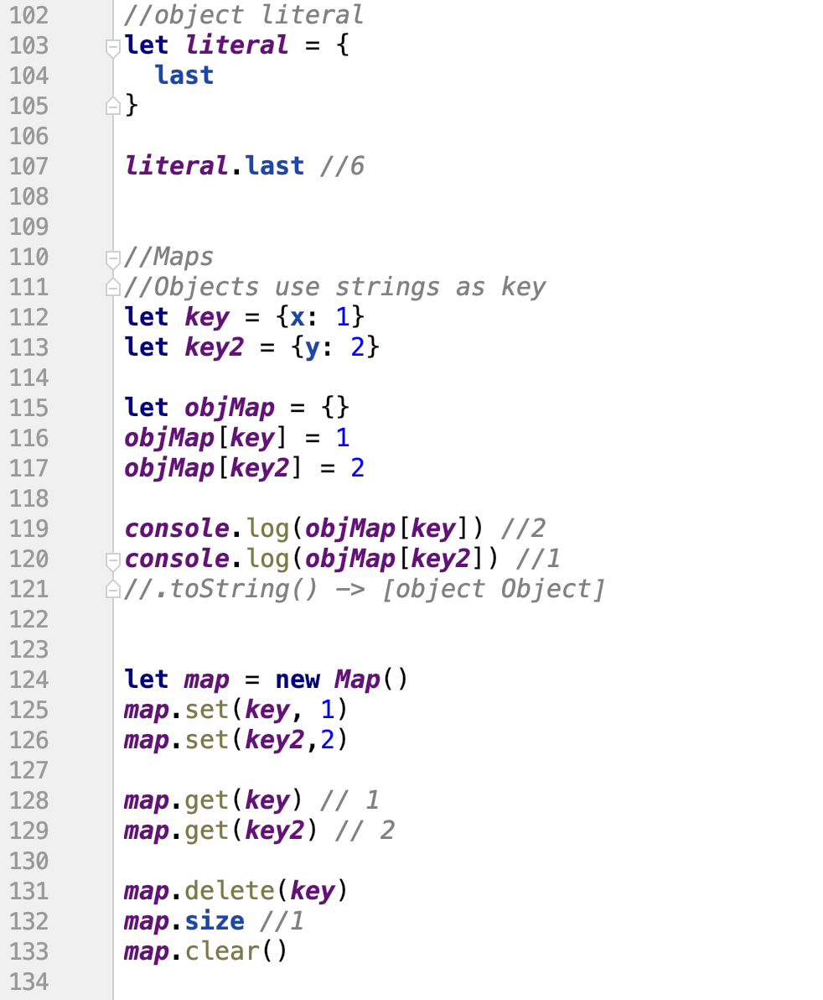 102 //object literal
103 let literal = {
104   last
105 }
106
107 literal.last //6
108
109
110 //Maps
111 //Objects use strings as key
112 let key = {x: 1}
113 let key2 = {y: 2}
114
115 let objMap = {}
116 objMap[key] = 1
117 objMap[key2] = 2
118
119 console.log(objMap[key]) //2
120 console.log(objMap[key2]) //1
121 //.toString() -> [object Object]
122
123
124 let map = new Map()
125 map.set(key, 1)
126 map.set(key2,2)
127
128 map.get(key) // 1
129 map.get(key2) // 2
130
131 map.delete(key)
132 map.size //1
133 map.clear()
134